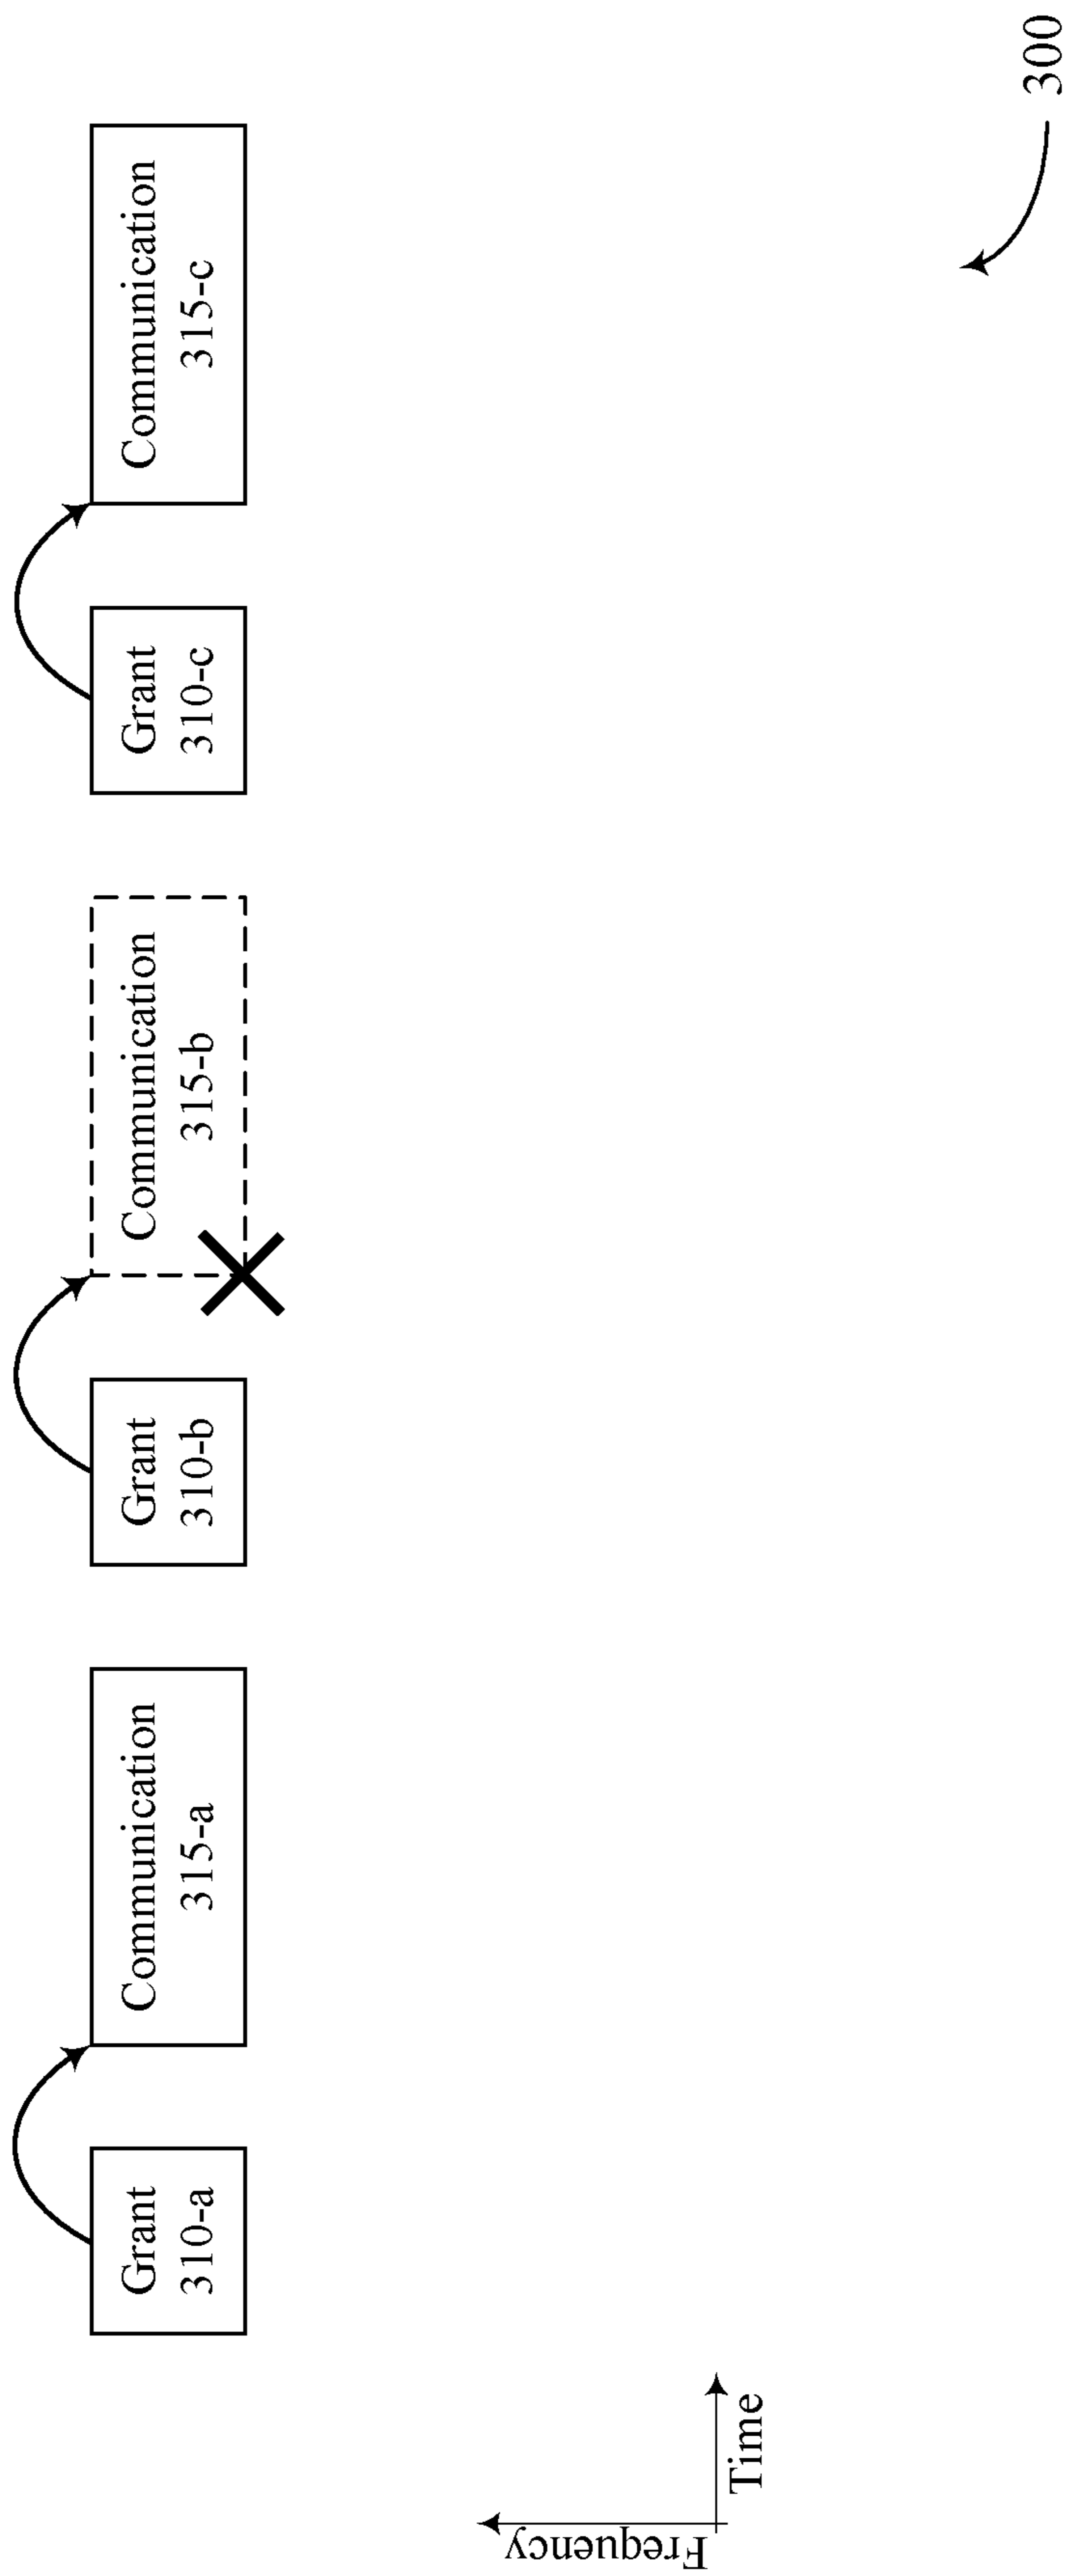 Grant
310-a
Communication
315-a
Grant
310-b
Communication
315-b
Grant
310-c
Communication
315-c
Frequency
Time
300